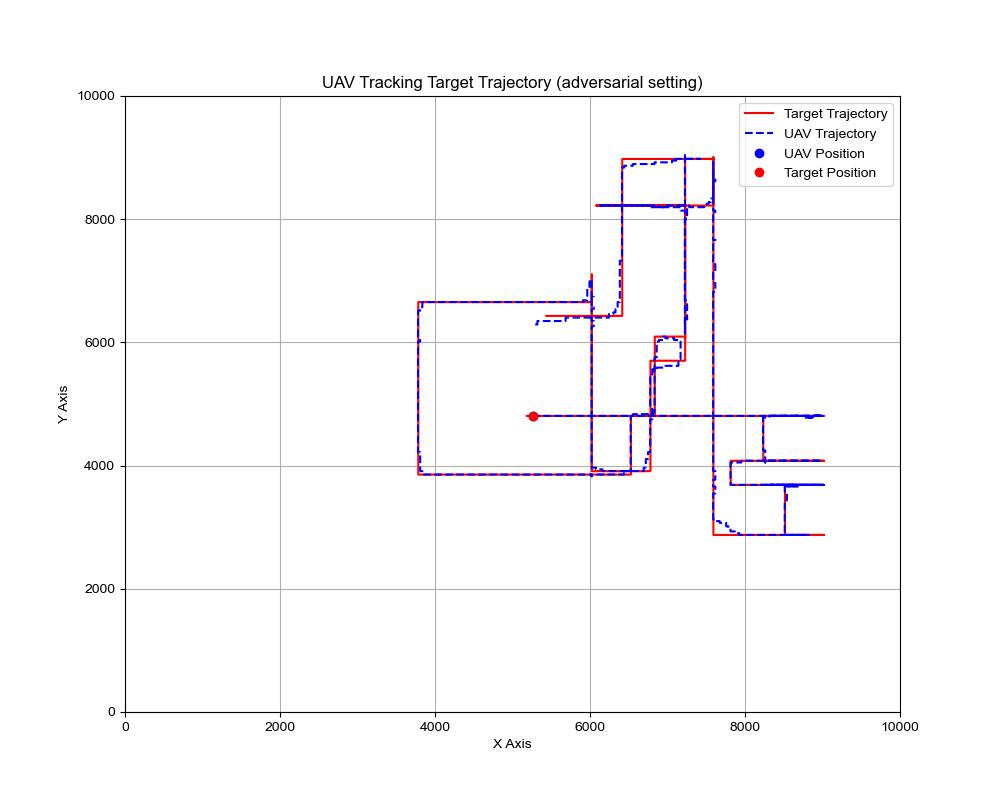 UAV Tracking Target Trajectory (adversarial setting)
10000
Target Trajectory
UAV Trajectory
UAV Position
Target Position
8000
6000
Y Axis
4000
2000
0
0 2000 4000 6000 8000 10000
X Axis